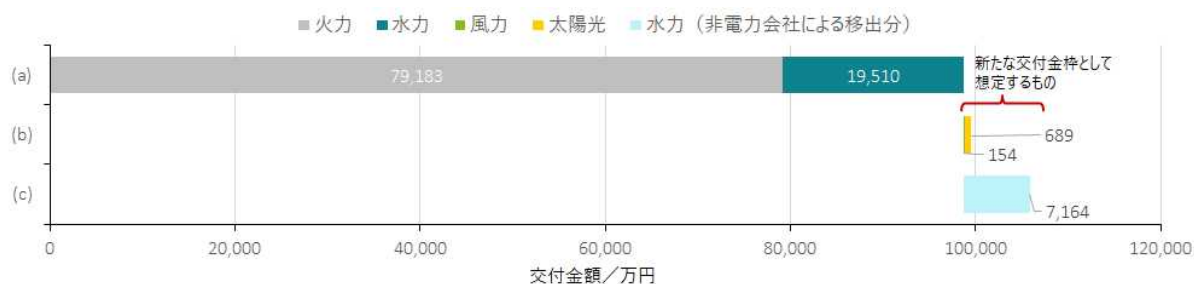 火力 水力 風力 太陽光 水力（非電力会社による移出分）
(a)
79,183
19,510
新たな交付金枠として
想定するもの
(b)
689
154
(c)
7,164
0 20,000 40,000 60,000 80,000 100,000 120,000
交付金額／万円